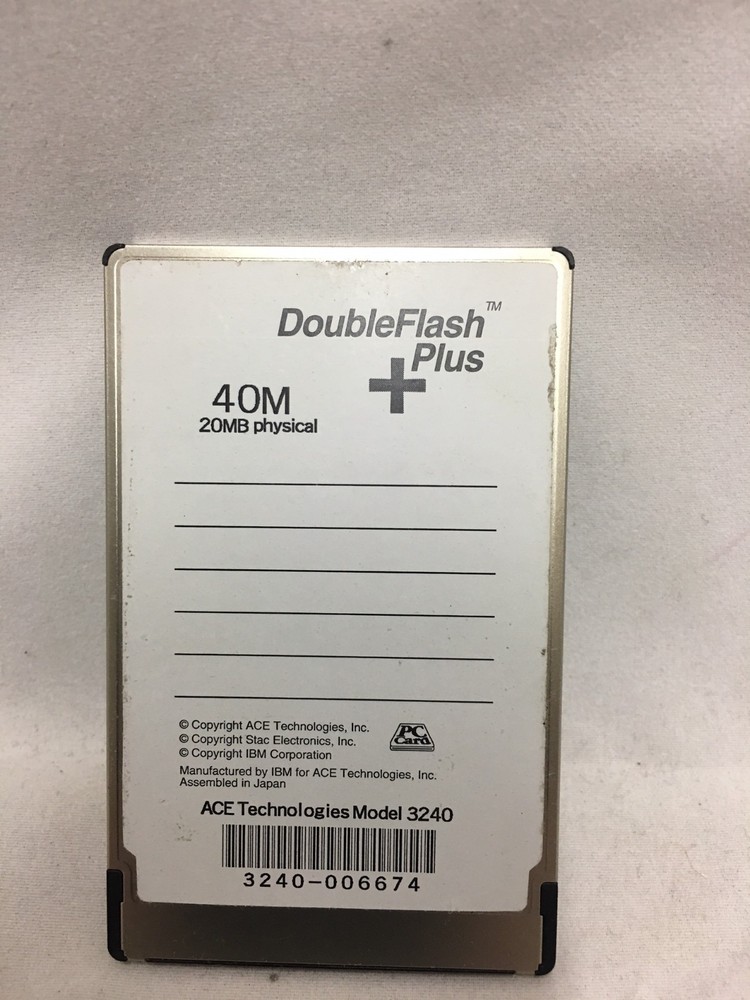 DoubleFlash™
Plus
+
40M
20MB physical
© Copyright ACE Technologies, Inc.
© Copyright Stac Electronics, Inc.
© Copyright IBM Corporation
PC
Card
Manufactured by IBM for ACE Technologies, Inc.
Assembled in Japan
ACE Technologies Model 3240
3240-006674